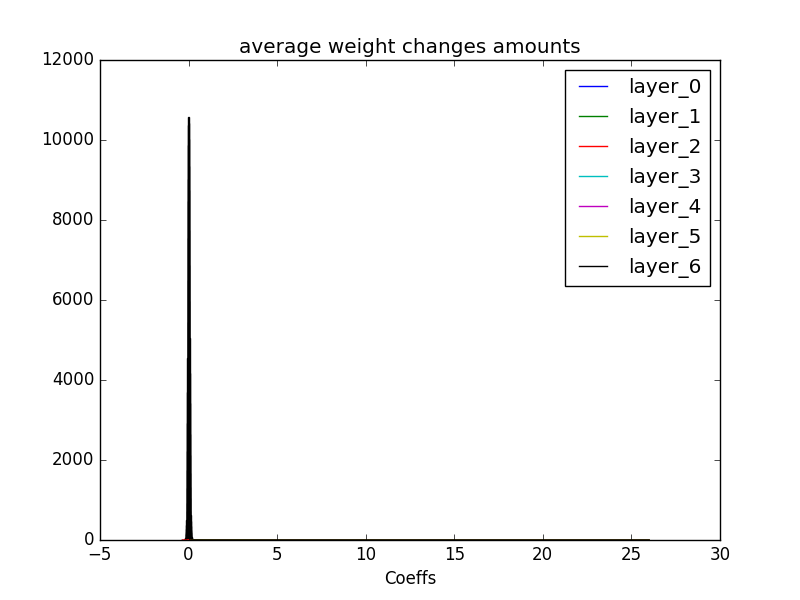 average weight changes amounts
12000
10000
8000
6000
4000
2000
0
layer_0
layer_1
layer_2
layer_3
layer_4
layer_5
layer_6
−5 0 5 10 15 20 25 30
Coeffs